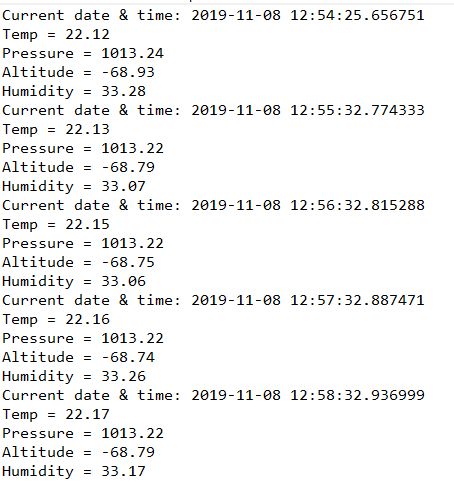 Current date & time: 2019-11-08 12:54:25.656751
Temp = 22.12
Pressure = 1013.24
Altitude = -68.93
Humidity = 33.28
Current date & time: 2019-11-08 12:55:32.774333
Temp = 22.13
Pressure = 1013.22
Altitude = -68.79
Humidity = 33.07
Current date & time: 2019-11-08 12:56:32.815288
Temp = 22.15
Pressure = 1013.22
Altitude = -68.75
Humidity = 33.06
Current date & time: 2019-11-08 12:57:32.887471
Temp = 22.16
Pressure = 1013.22
Altitude = -68.74
Humidity = 33.26
Current date & time: 2019-11-08 12:58:32.936999
Temp = 22.17
Pressure = 1013.22
Altitude = -68.79
Humidity = 33.17